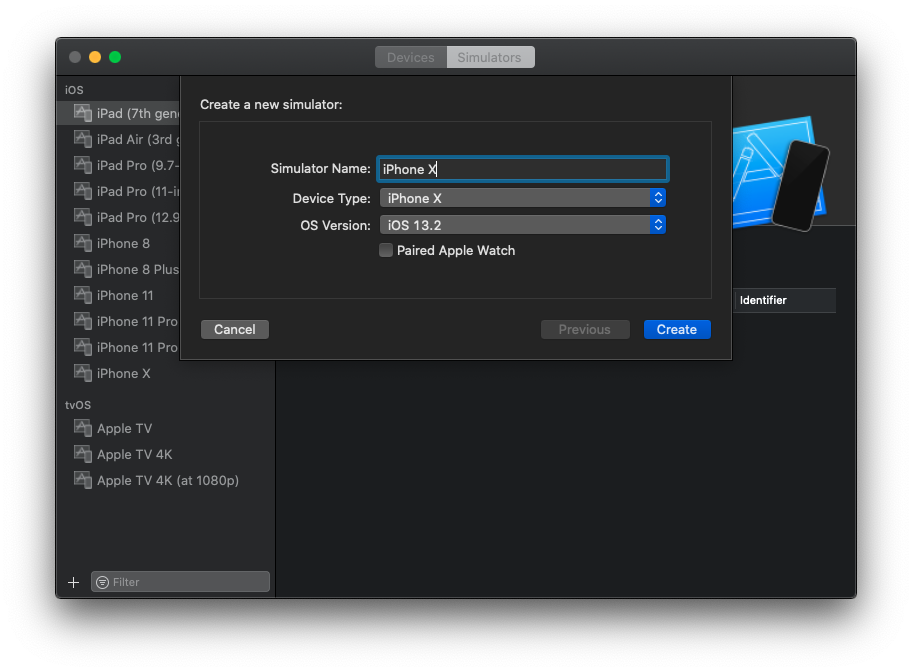 Devices Simulators
iOS
iPad (7th gene
iPad Air (3rd g
iPad Pro (9.7-
iPad Pro (11-in
iPad Pro (12.9
iPhone 8
iPhone 8 Plus
iPhone 11
iPhone 11 Pro
iPhone 11 Pro
iPhone X
tvOS
Apple TV
Apple TV 4K
Apple TV 4K (at 1080p)
Filter
Create a new simulator:
Simulator Name: iPhone X
Device Type: iPhone X
OS Version: iOS 13.2
Paired Apple Watch
Cancel Previous Create
Identifier